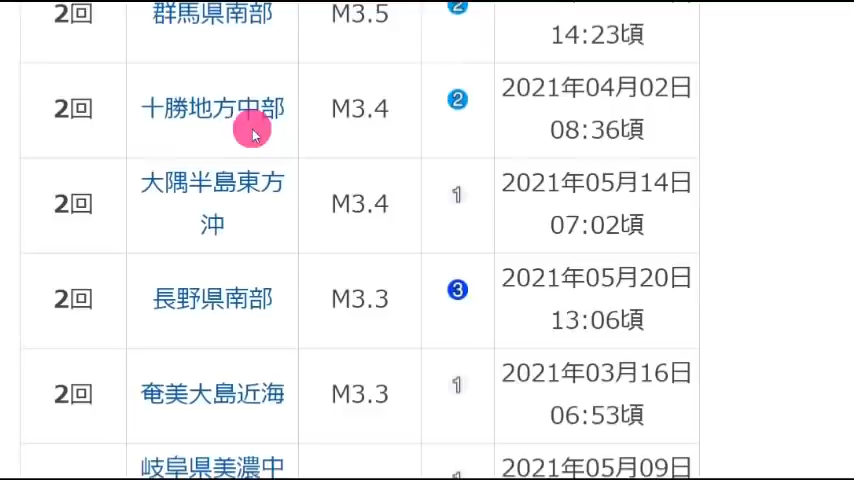 2回 群馬県南部 M3.5 2
14:23頃
2回 十勝地方中部 M3.4 2 2021年04月02日
08:36頃
2回 大隅半島東方 M3.4 1 2021年05月14日
沖 07:02頃
2回 長野県南部 M3.3 3 2021年05月20日
13:06頃
2回 奄美大島近海 M3.3 1 2021年03月16日
06:53頃
岐阜県美濃中 1 2021年05月09日